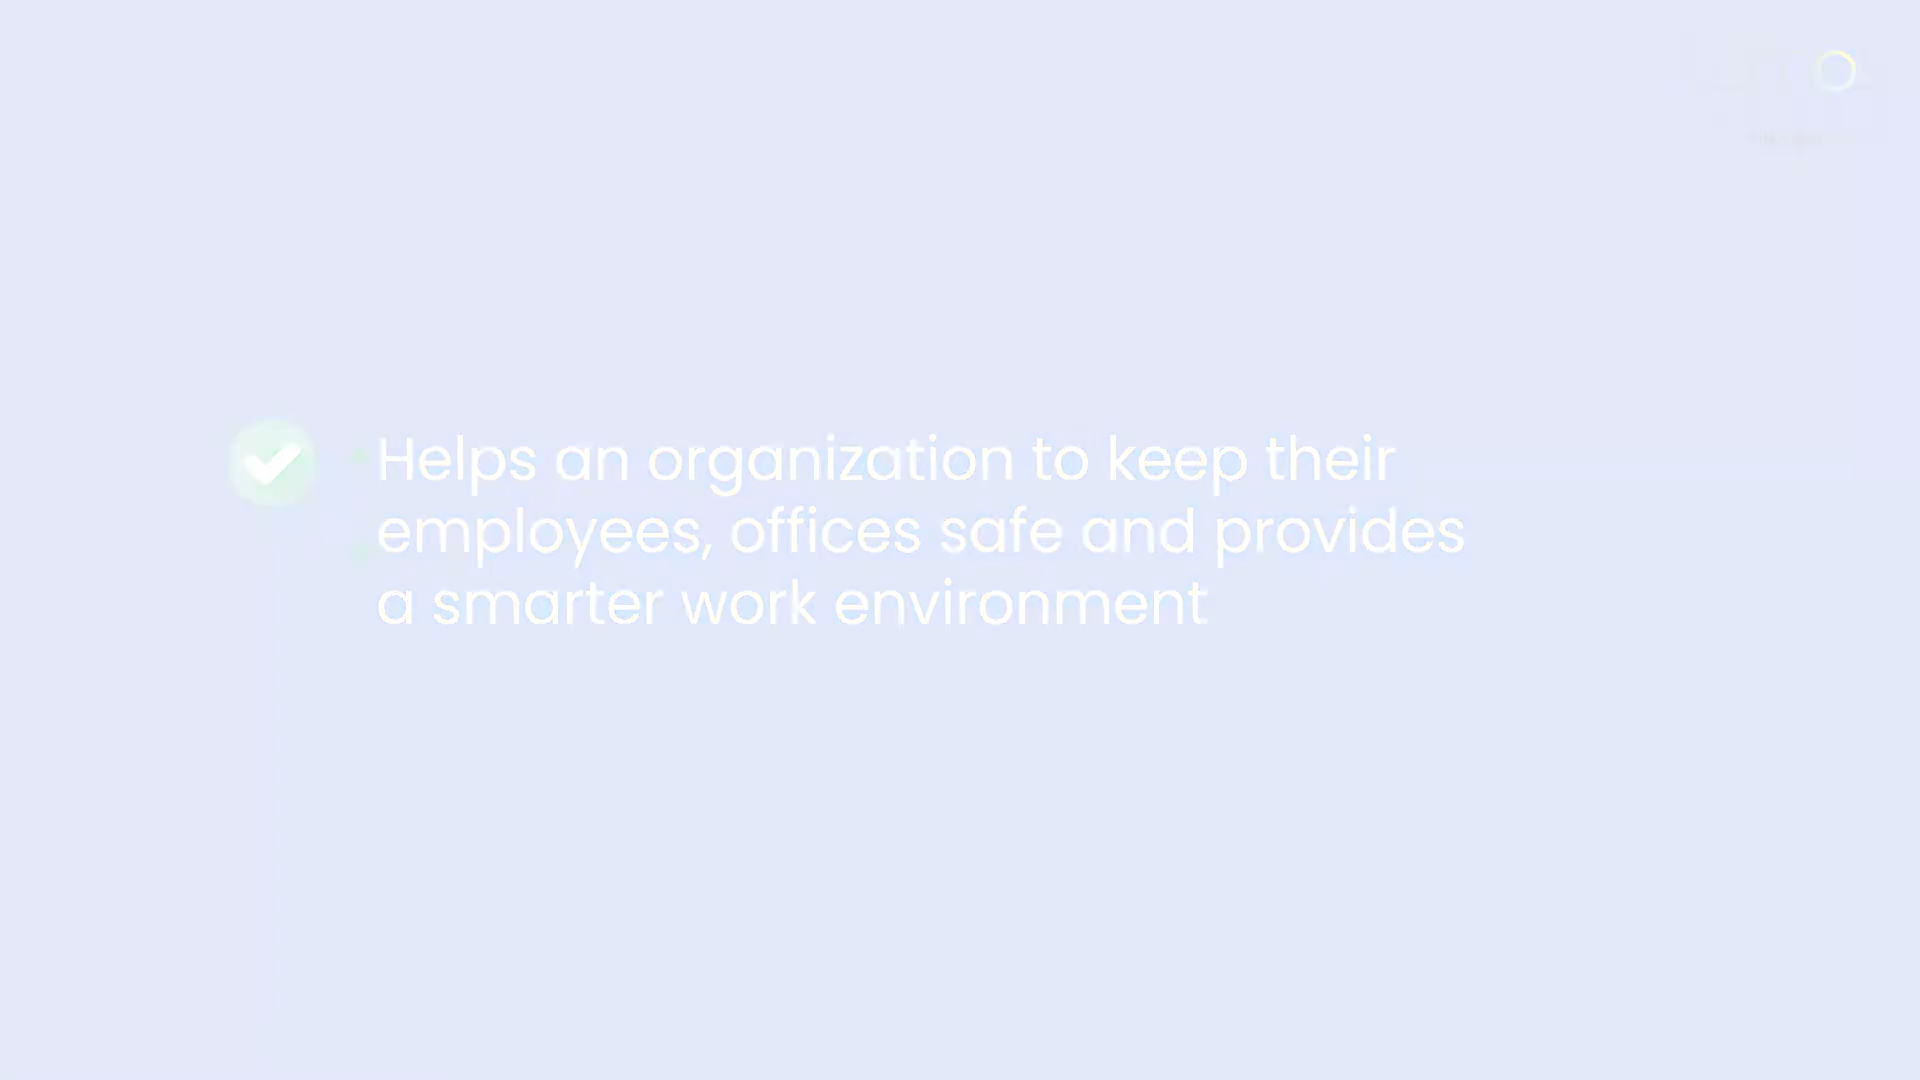 Helps an organization to keep their
employees, offices safe and provides
a smarter work environment